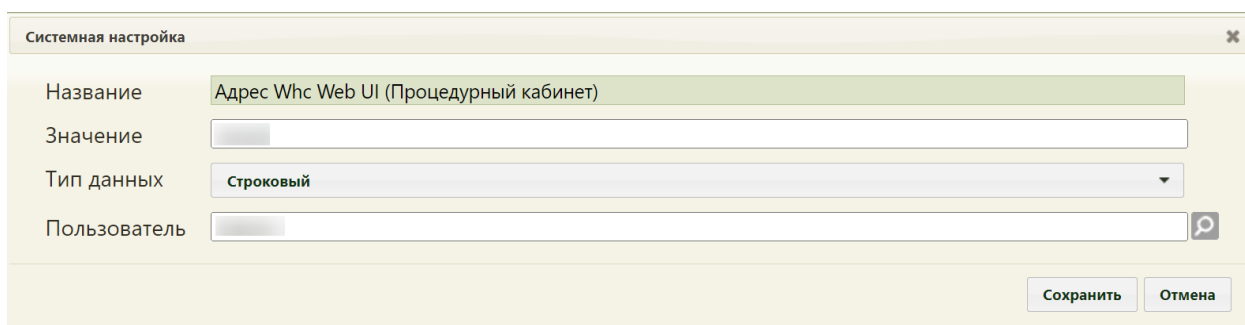 Системная настройка
Название Адрес Whc Web UI (Процедурный кабинет)
Значение
Тип данных Строковый
Пользователь
Сохранить Отмена